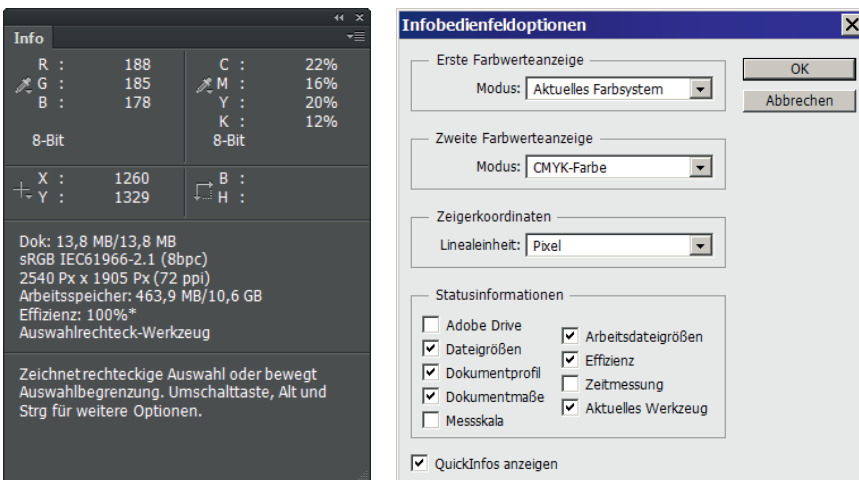 Info
R : 188 C : 22%
G : 185 M : 16%
B : 178 Y : 20%
K : 12%
8-Bit 8-Bit
X : 1260 B :
Y : 1329 H :
Dok: 13,8 MB/13,8 MB
sRGB IEC61966-2.1 (8bpc)
2540 Px x 1905 Px (72 ppi)
Arbeitsspeicher: 463,9 MB/10,6 GB
Effizienz: 100%*
Auswahlrechteck-Werkzeug
Zeichnet rechteckige Auswahl oder bewegt
Auswahlbegrenzung. Umschalttaste, Alt und
Strg für weitere Optionen.
Infobedienfeldoptionen
Erste Farbwerteanzeige
Modus: Aktuelles Farbsystem
OK
Abbrechen
Zweite Farbwerteanzeige
Modus: CMYK-Farbe
Zeigerkoordinaten
Linealeinheit: Pixel
Statusinformationen
Adobe Drive
Dateigrößen
Dokumentprofil
Dokumentmaße
Messskala
Arbeitsdateigrößen
Effizienz
Zeitmessung
Aktuelles Werkzeug
QuickInfos anzeigen